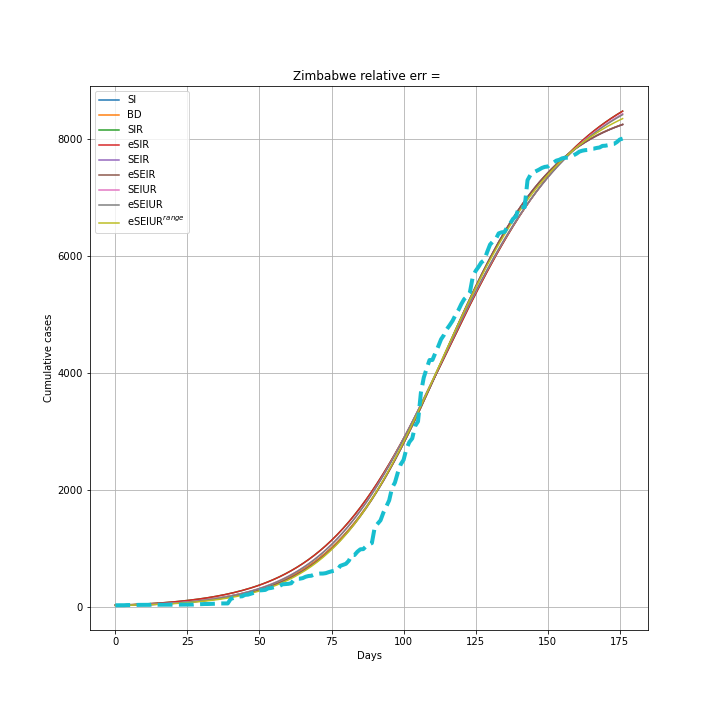 Zimbabwe relative err =
SI
BD
SIR
eSIR
SEIR
eSEIR
SEIUR
eSEIUR
eSEIUR^range
8000
6000
4000
2000
0
Cumulative cases
0 25 50 75 100 125 150 175
Days